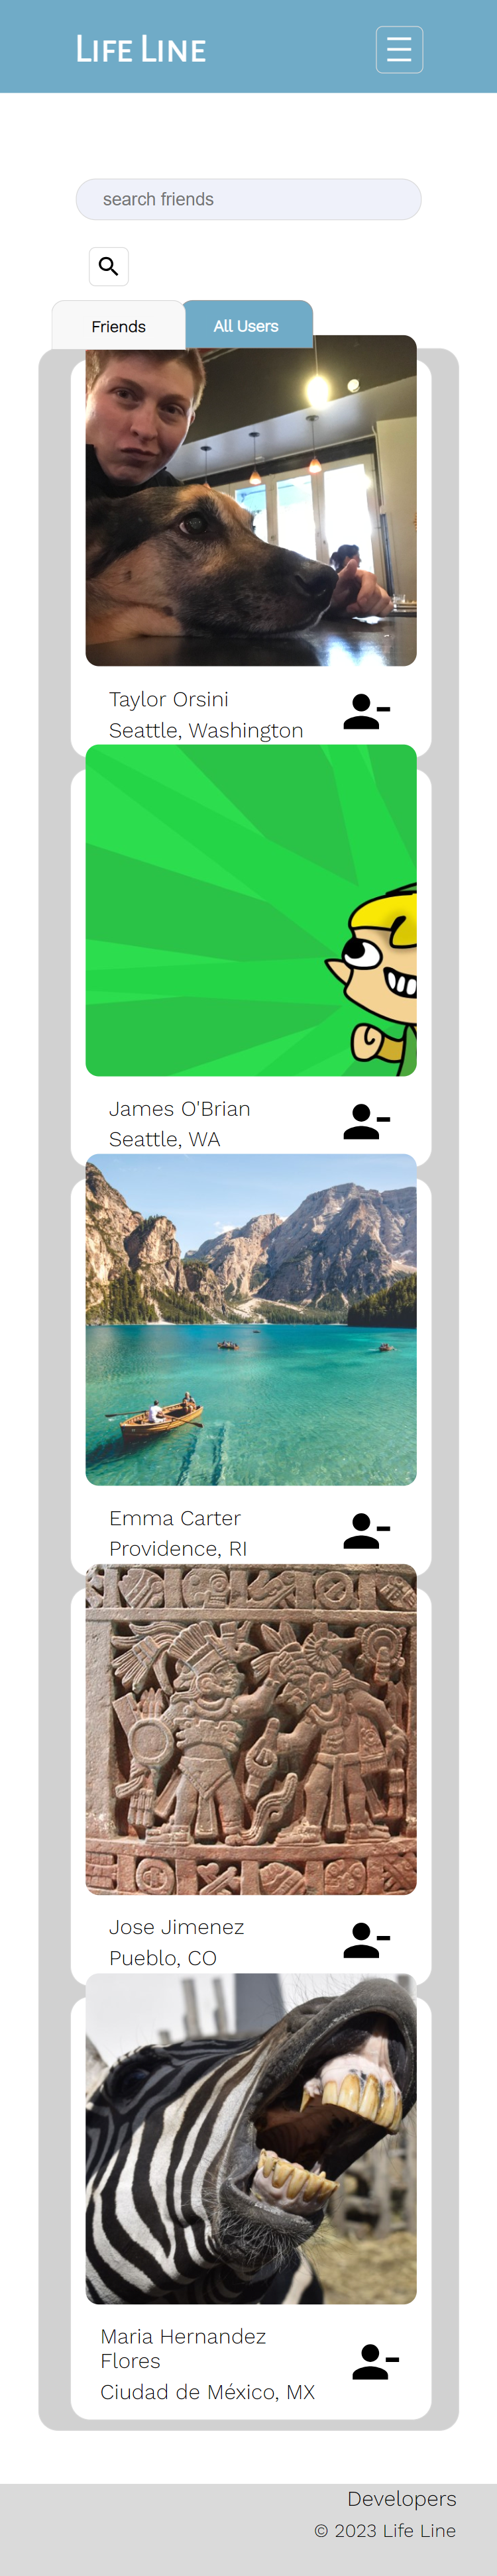 LIFE LINE
search friends
Friends
All Users
Taylor Orsini
Seattle, Washington
James O'Brian
Seattle, WA
Emma Carter
Providence, RI
Jose Jimenez
Pueblo, CO
Maria Hernandez
Flores
Ciudad de México, MX
Developers
© 2023 Life Line